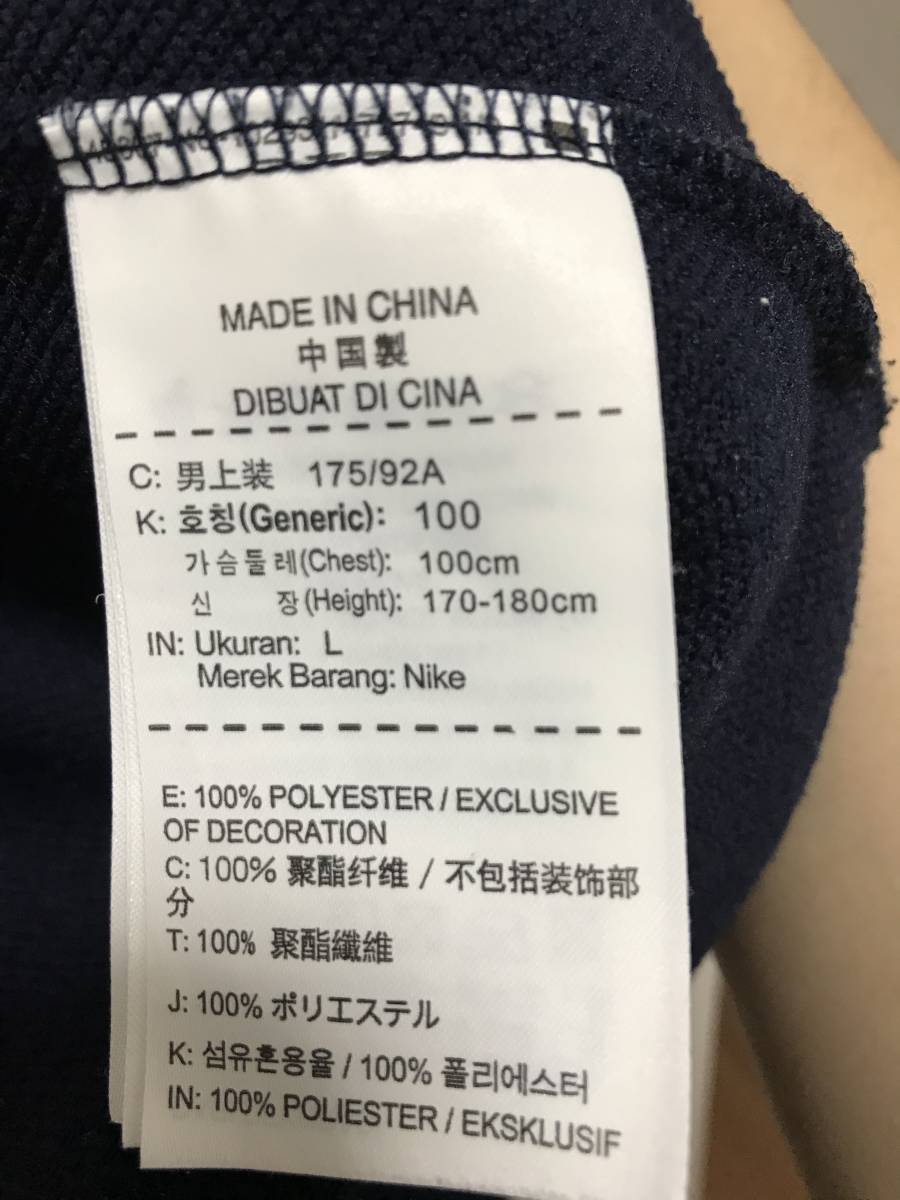 MADE IN CHINA
中国製
DIBUAT DI CINA
C: 男上装 175/92A
K: 호칭(Generic): 100
가슴둘레(Chest): 100cm
신 장(Height): 170-180cm
IN: Ukuran: L
Merek Barang: Nike
E: 100% POLYESTER / EXCLUSIVE
OF DECORATION
C: 100% 聚酯纤维 / 不包括装饰部
分
T: 100% 聚酯纖維
J: 100% ポリエステル
K: 섬유혼용율 / 100% 폴리에스터
IN: 100% POLIESTER / EKSKLUSIF